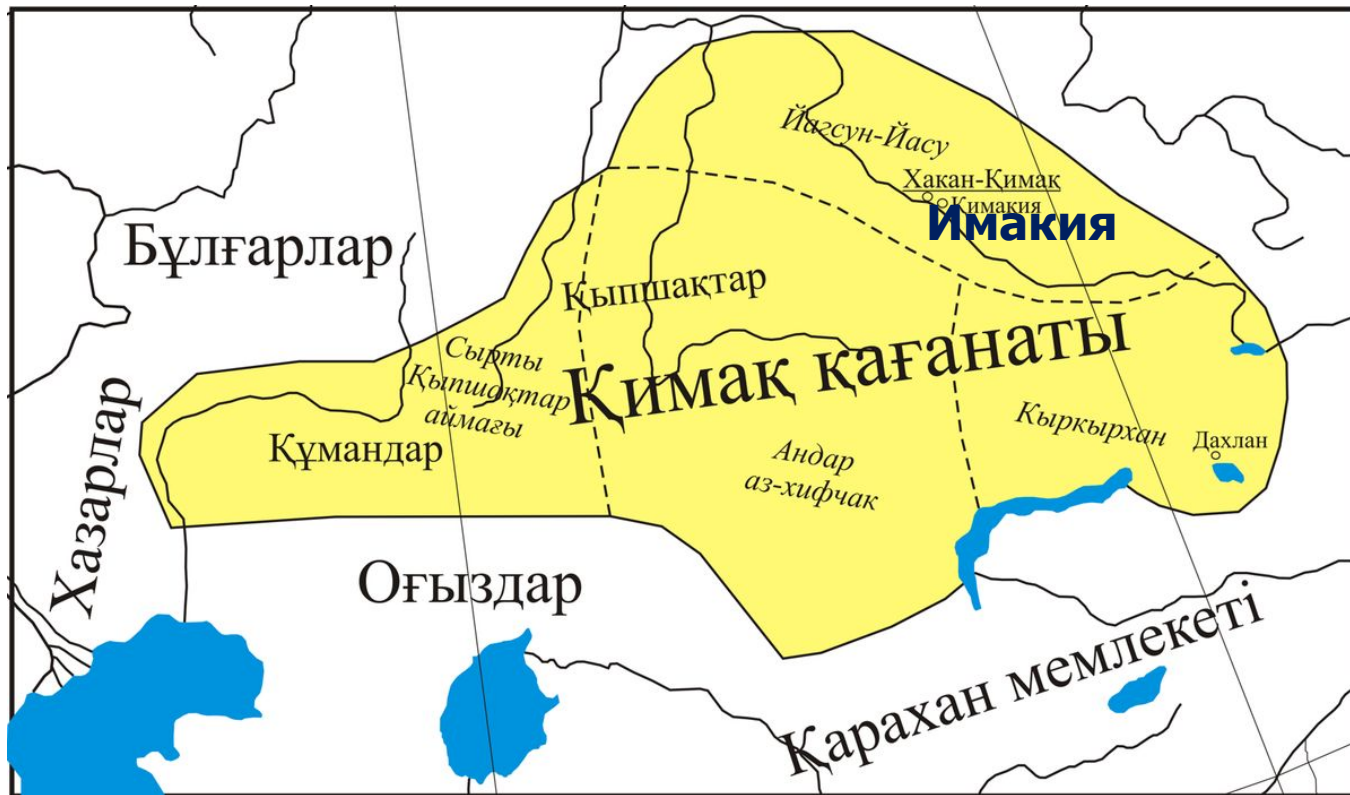 Йагсун-Йасу
Хакан-Қимақ
Кимакия
Имакия
Бұлғарлар
Қыпшақтар
Сырты
Қыпшақтар
аймағы
Қимақ қағанаты
Хазарлар
Құмандар
Андар
аз-хифчак
Кыркырхан
Дахлан
Оғыздар
Қарахан мемлекеті